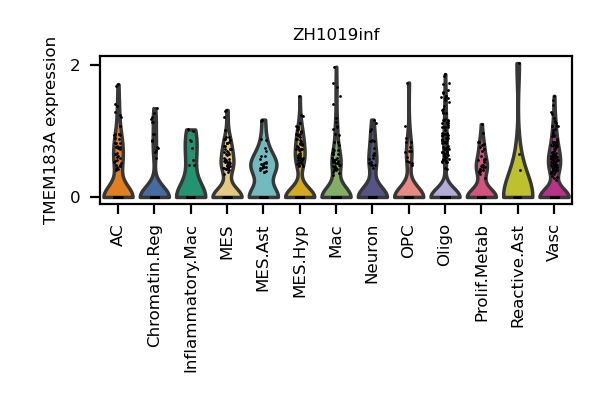 ZH1019inf
TMEM183A expression
2
0
AC
Chromatin.Reg
Inflammatory.Mac
MES
MES.Ast
MES.Hyp
Mac
Neuron
OPC
Oligo
Prolif.Metab
Reactive.Ast
Vasc